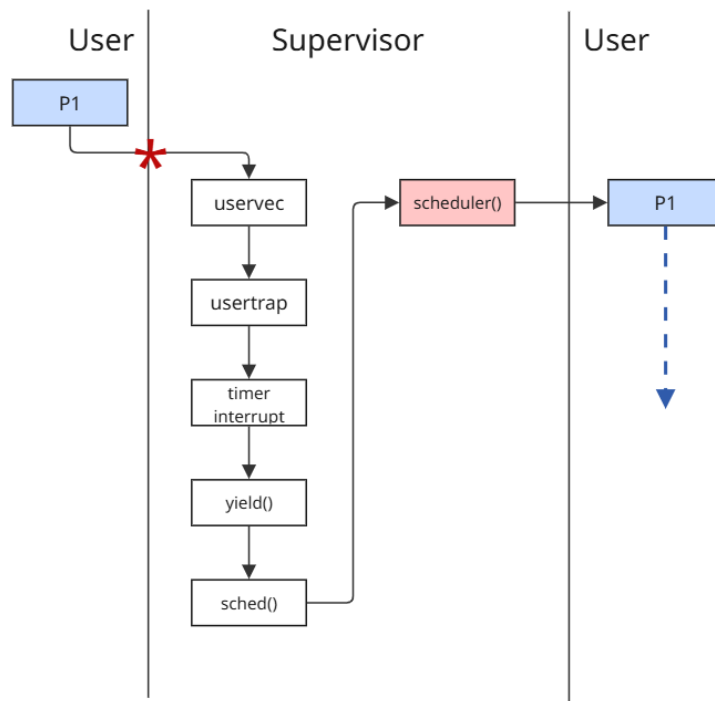 User
Supervisor
User
P1
*
uservec
scheduler()
P1
usertrap
timer
interrupt
yield()
sched()